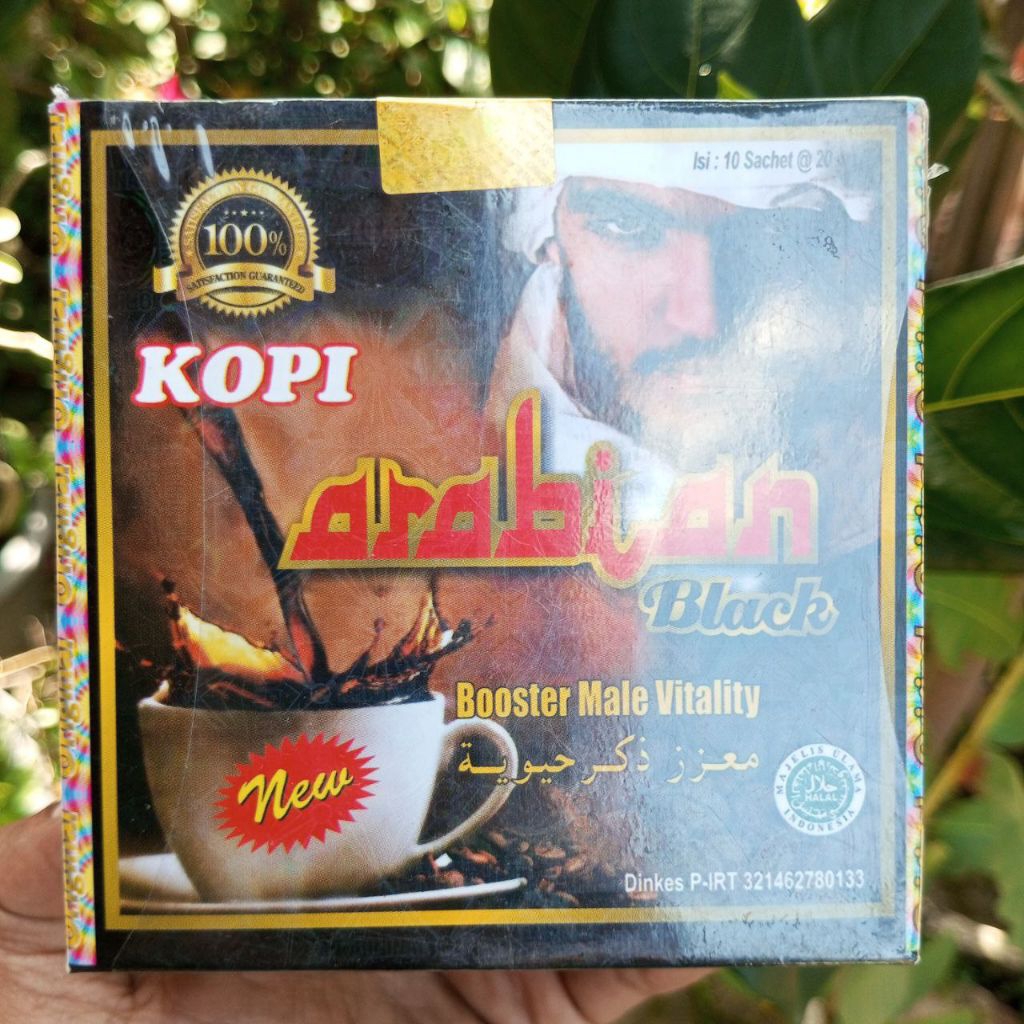 Isi : 10 Sachet @ 20
100%
SATISFACTION GUARANTEED
KOPI
arabian
Black
Booster Male Vitality
معزز ذكر حيوية
New
MAJELIS ULAMA
حلال
HALAL
INDONESIA
Dinkes P-IRT 321462780133